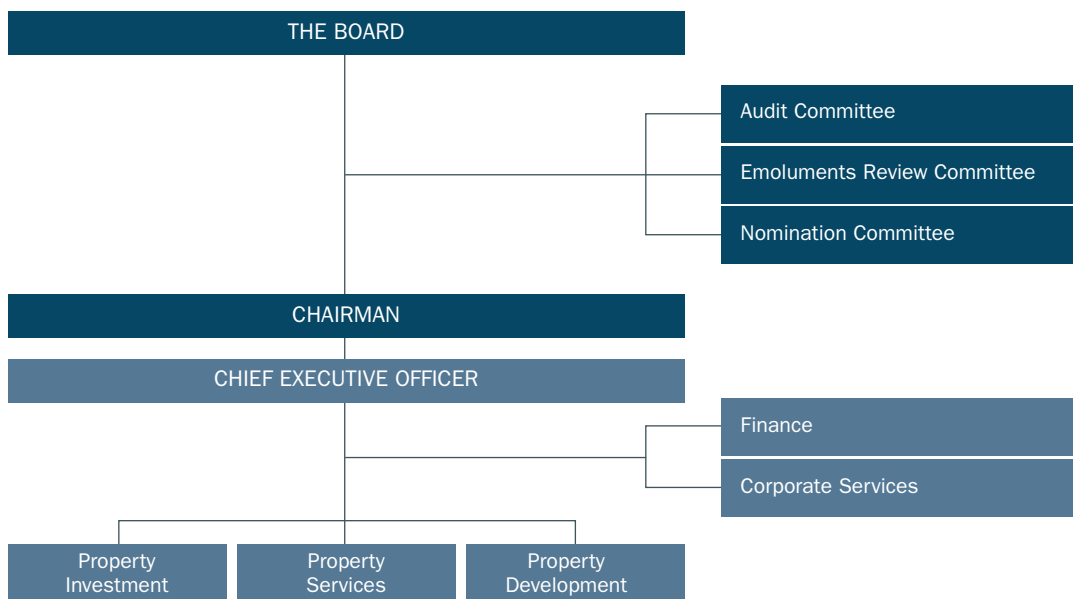 THE BOARD
Audit Committee
Emoluments Review Committee
Nomination Committee
CHAIRMAN
CHIEF EXECUTIVE OFFICER
Finance
Corporate Services
Property
Investment
Property
Services
Property
Development